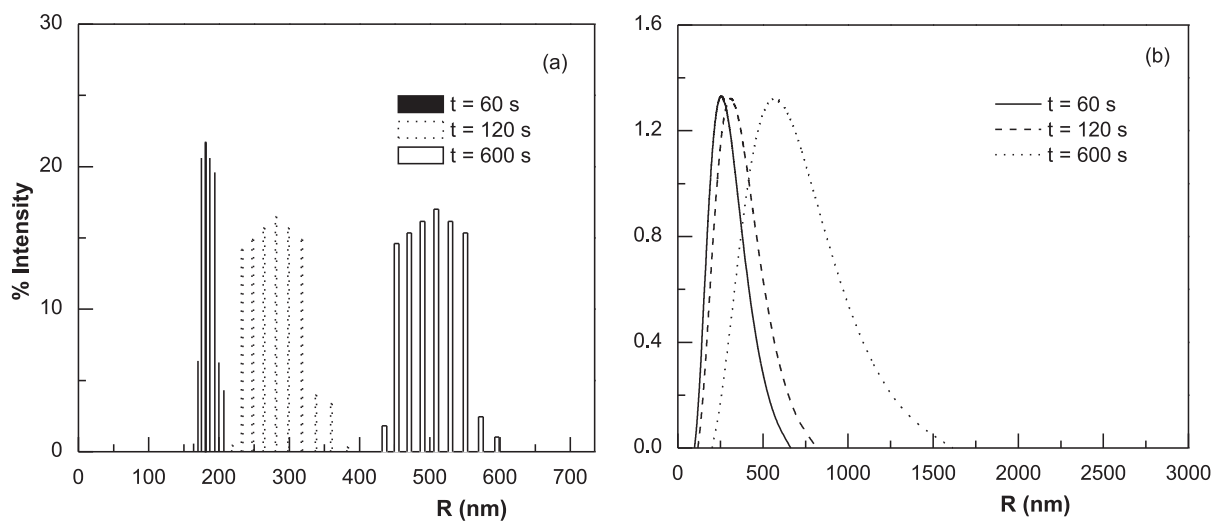 30
20
10
0
% Intensity
0 100 200 300 400 500 600 700
R (nm)
(a)
t = 60 s
t = 120 s
t = 600 s
1.6
1.2
0.8
0.4
0.0
0 500 1000 1500 2000 2500 3000
R (nm)
(b)
t = 60 s
t = 120 s
t = 600 s